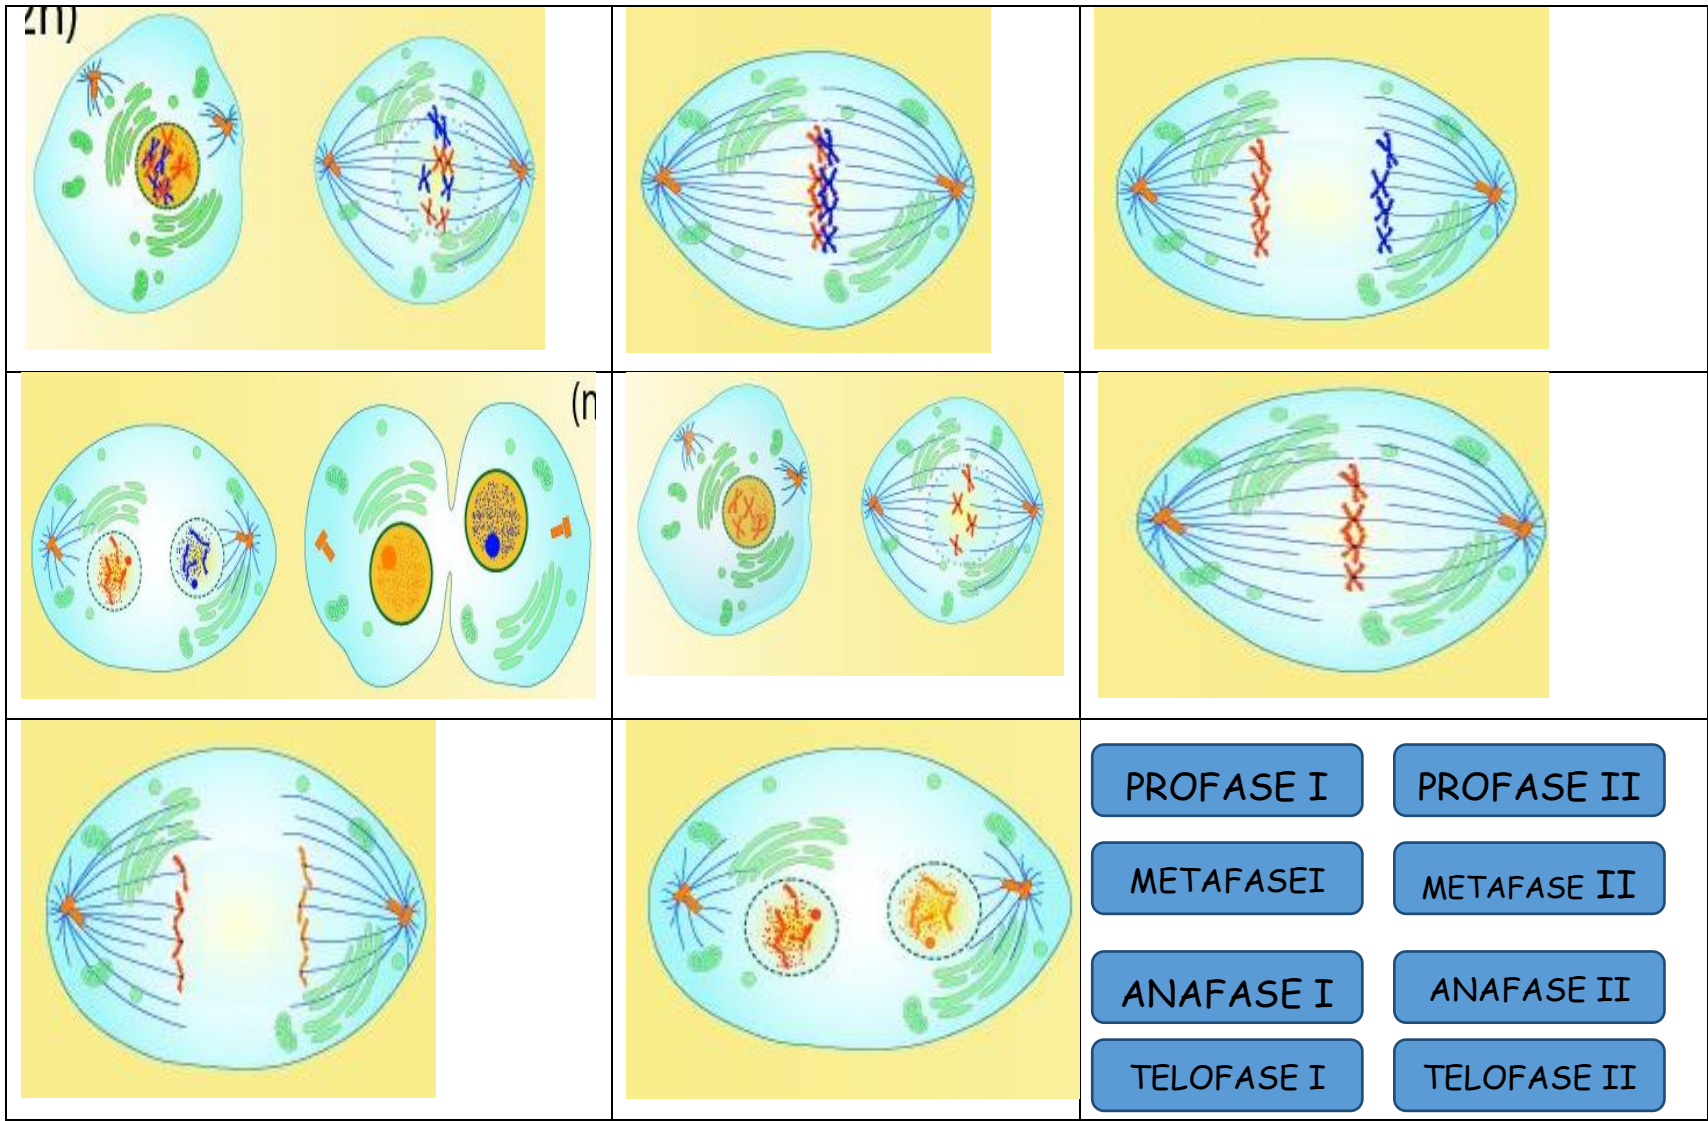 2n)
(n
PROFASE I
PROFASE II
METAFASEI
METAFASE II
ANAFASE I
ANAFASE II
TELOFASE I
TELOFASE II